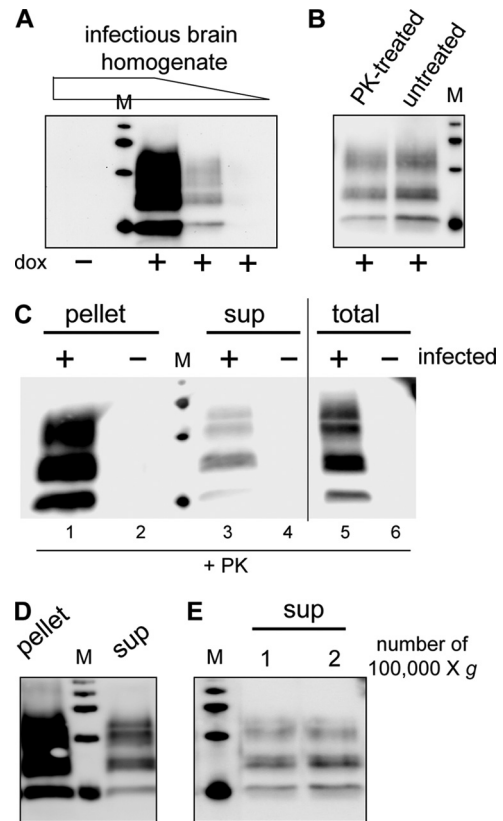 A
infectious brain
homogenate
M
dox − + + +
B
PK-treated
untreated
M
+ +
C
pellet sup total
+ − M + − + − infected
1 2 3 4 5 6
+ PK
D
pellet M sup
E
sup
M 1 2
number of
100,000 X g